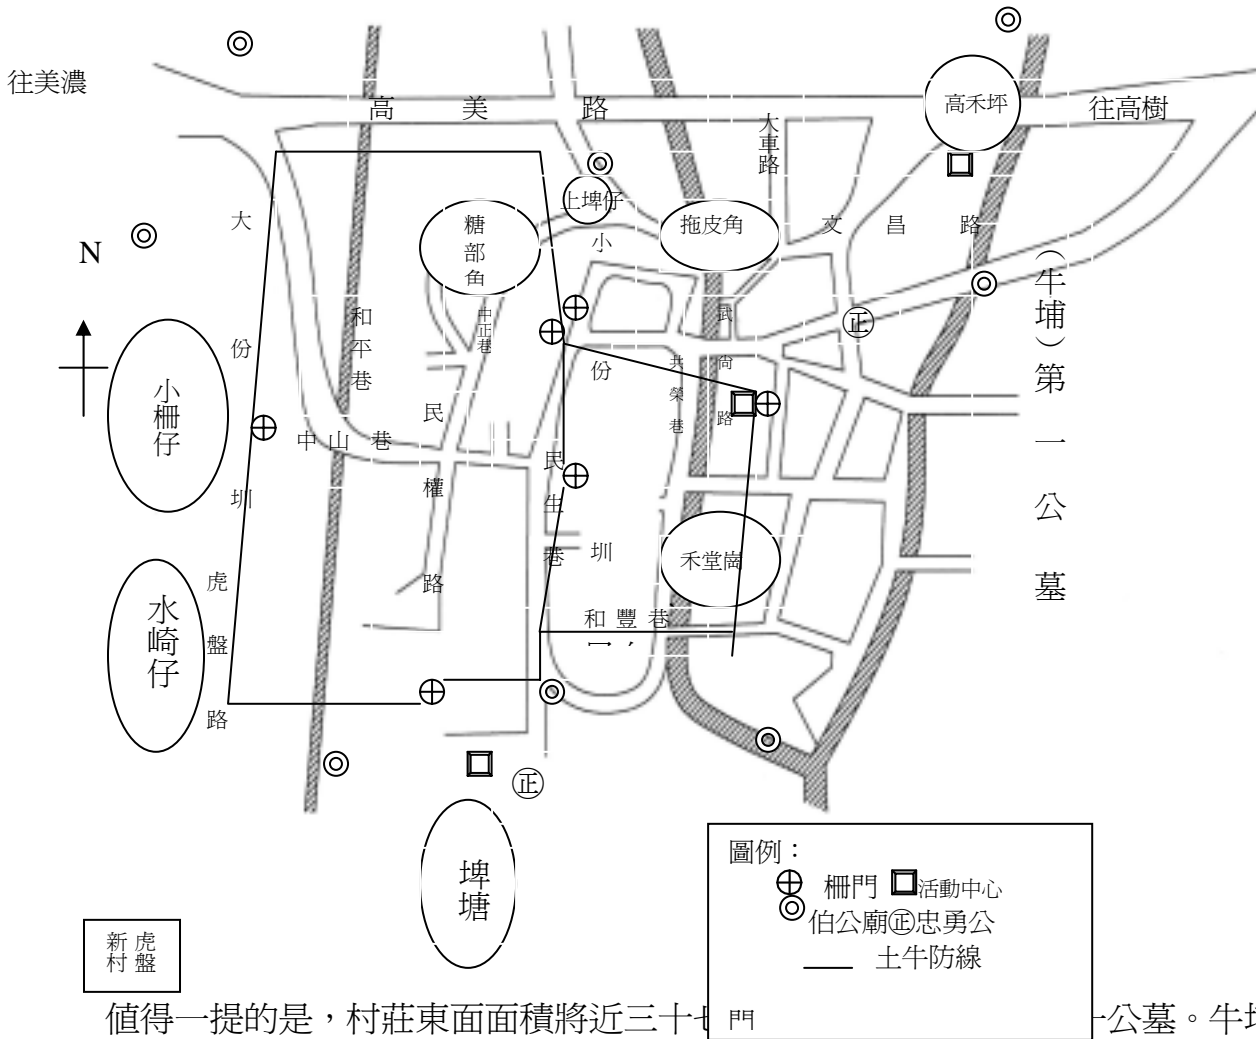 往美濃
高美路
高禾坪
往高樹
大車路
上埤仔
糖部角
拖皮角
文昌路
大份圳
小份圳
N
(牛埔)第一公墓
和平巷
中正巷
武尚路
共榮巷
正
小柵仔
中山巷
民權路
民生巷
禾堂崗
虎盤路
水崎仔
和豐巷
正
埤塘
新虎
村盤
圖例：
柵門 活動中心
伯公廟㊣忠勇公
土牛防線
門
值得一提的是，村莊東面面積將近三十
公墓。牛